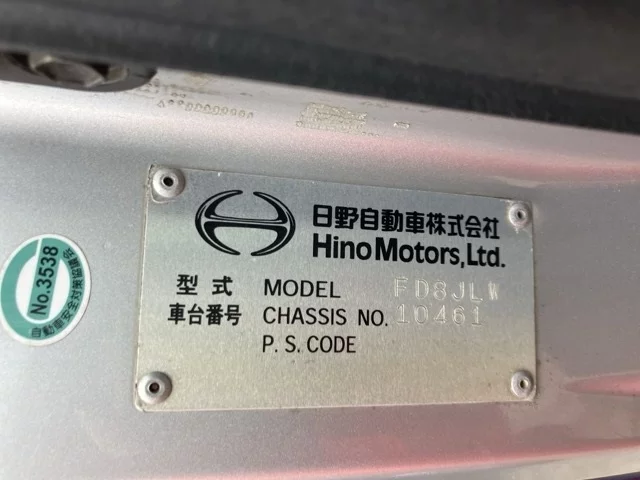 日野自動車株式会社
Hino Motors, Ltd.
型式 MODEL FD8JLW
車台番号 CHASSIS NO. 10461
P.S.CODE
No.3538